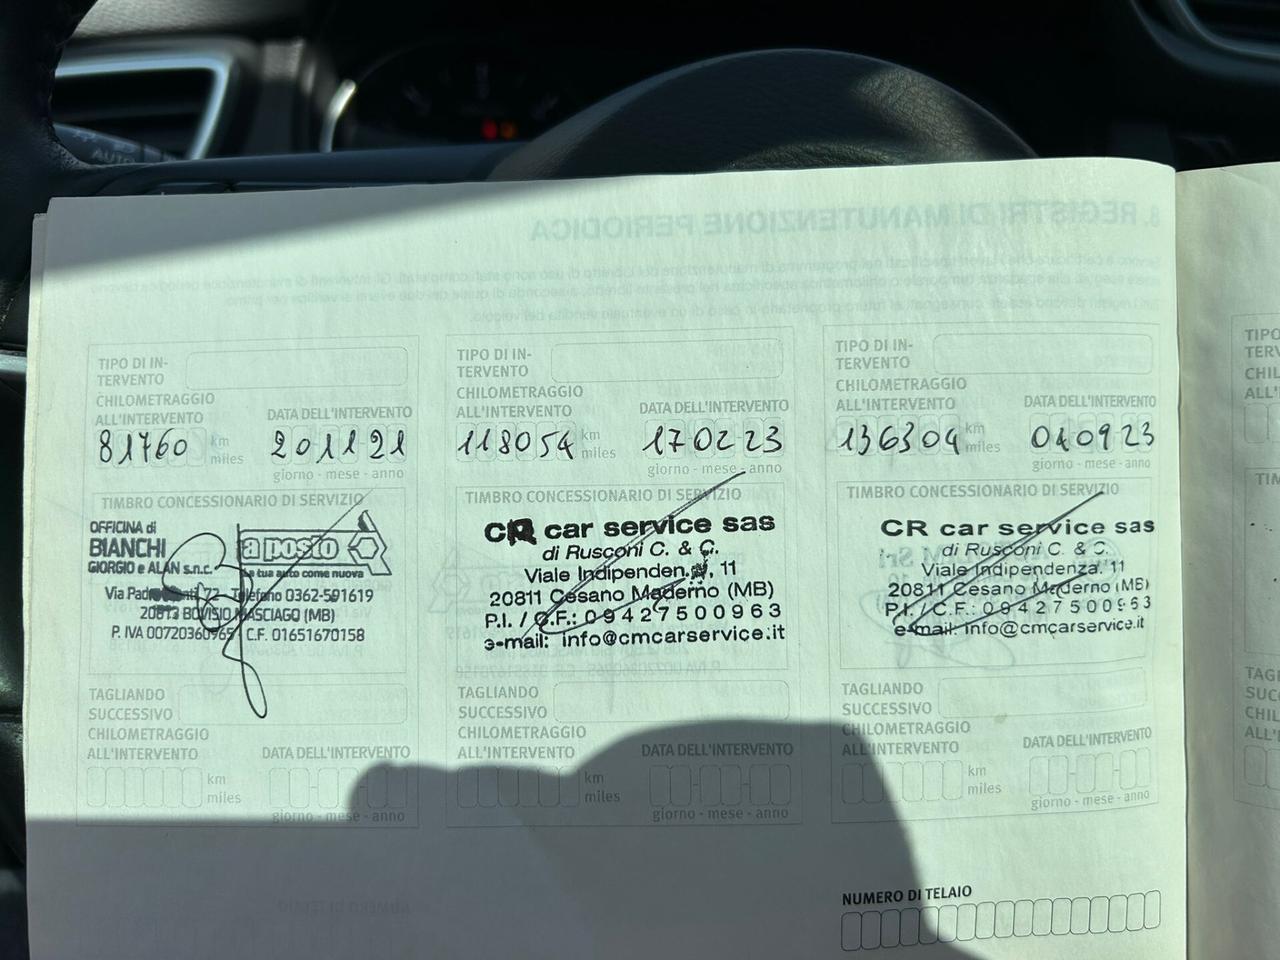 AUTO
8. REGISTRI DI MANUTENZIONE PERIODICA
TIPO DI IN-
TERVENTO
CHILOMETRAGGIO
ALL'INTERVENTO
DATA DELL'INTERVENTO
81760 km
miles
201121
giorno - mese - anno
TIMBRO CONCESSIONARIO DI SERVIZIO
OFFICINA di
BIANCHI
GIORGIO e ALAN s.n.c.
a posto
la tua auto come nuova
Via 72 - Telefono 0362-591619
20813 BOVISIO MASCIAGO (MB)
P. IVA 00720360965 C.F. 01651670158
TAGLIANDO
SUCCESSIVO
CHILOMETRAGGIO
ALL'INTERVENTO
DATA DELL'INTERVENTO
km
miles
giorno - mese - anno
TIPO DI IN-
TERVENTO
CHILOMETRAGGIO
ALL'INTERVENTO
DATA DELL'INTERVENTO
118054 km
miles
170223
giorno - mese - anno
TIMBRO CONCESSIONARIO DI SERVIZIO
CR car service sas
di Rusconi C. & C.
Viale 11
20811 Cesano Maderno (MB)
P.I. / C.F.: 09427500963
e-mail: info@cmcarservice.it
TAGLIANDO
SUCCESSIVO
CHILOMETRAGGIO
ALL'INTERVENTO
DATA DELL'INTERVENTO
km
miles
giorno - mese - anno
TIPO DI IN-
TERVENTO
CHILOMETRAGGIO
ALL'INTERVENTO
DATA DELL'INTERVENTO
136304 km
miles
040923
giorno - mese - anno
TIMBRO CONCESSIONARIO DI SERVIZIO
CR car service sas
di Rusconi C. & C.
Viale Indipendenza, 11
20811 Cesano Maderno (MB)
P.I. / C.F.: 09427500963
e-mail: info@cmcarservice.it
TAGLIANDO
SUCCESSIVO
CHILOMETRAGGIO
ALL'INTERVENTO
DATA DELL'INTERVENTO
km
miles
giorno - mese - anno
NUMERO DI TELAIO